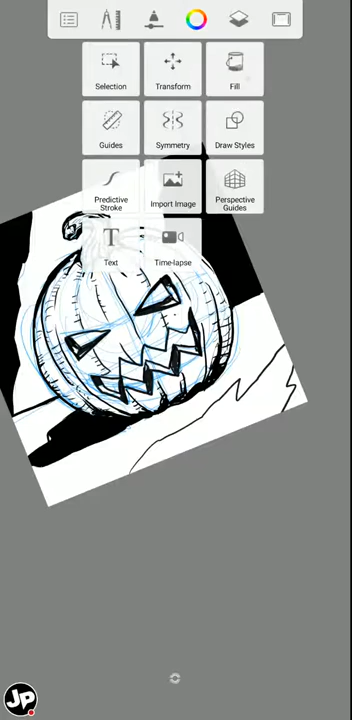 Selection
Transform
Fill
Guides
Symmetry
Draw Styles
Predictive
Stroke
Import Image
Perspective
Guides
T
Text
Time-lapse
JP